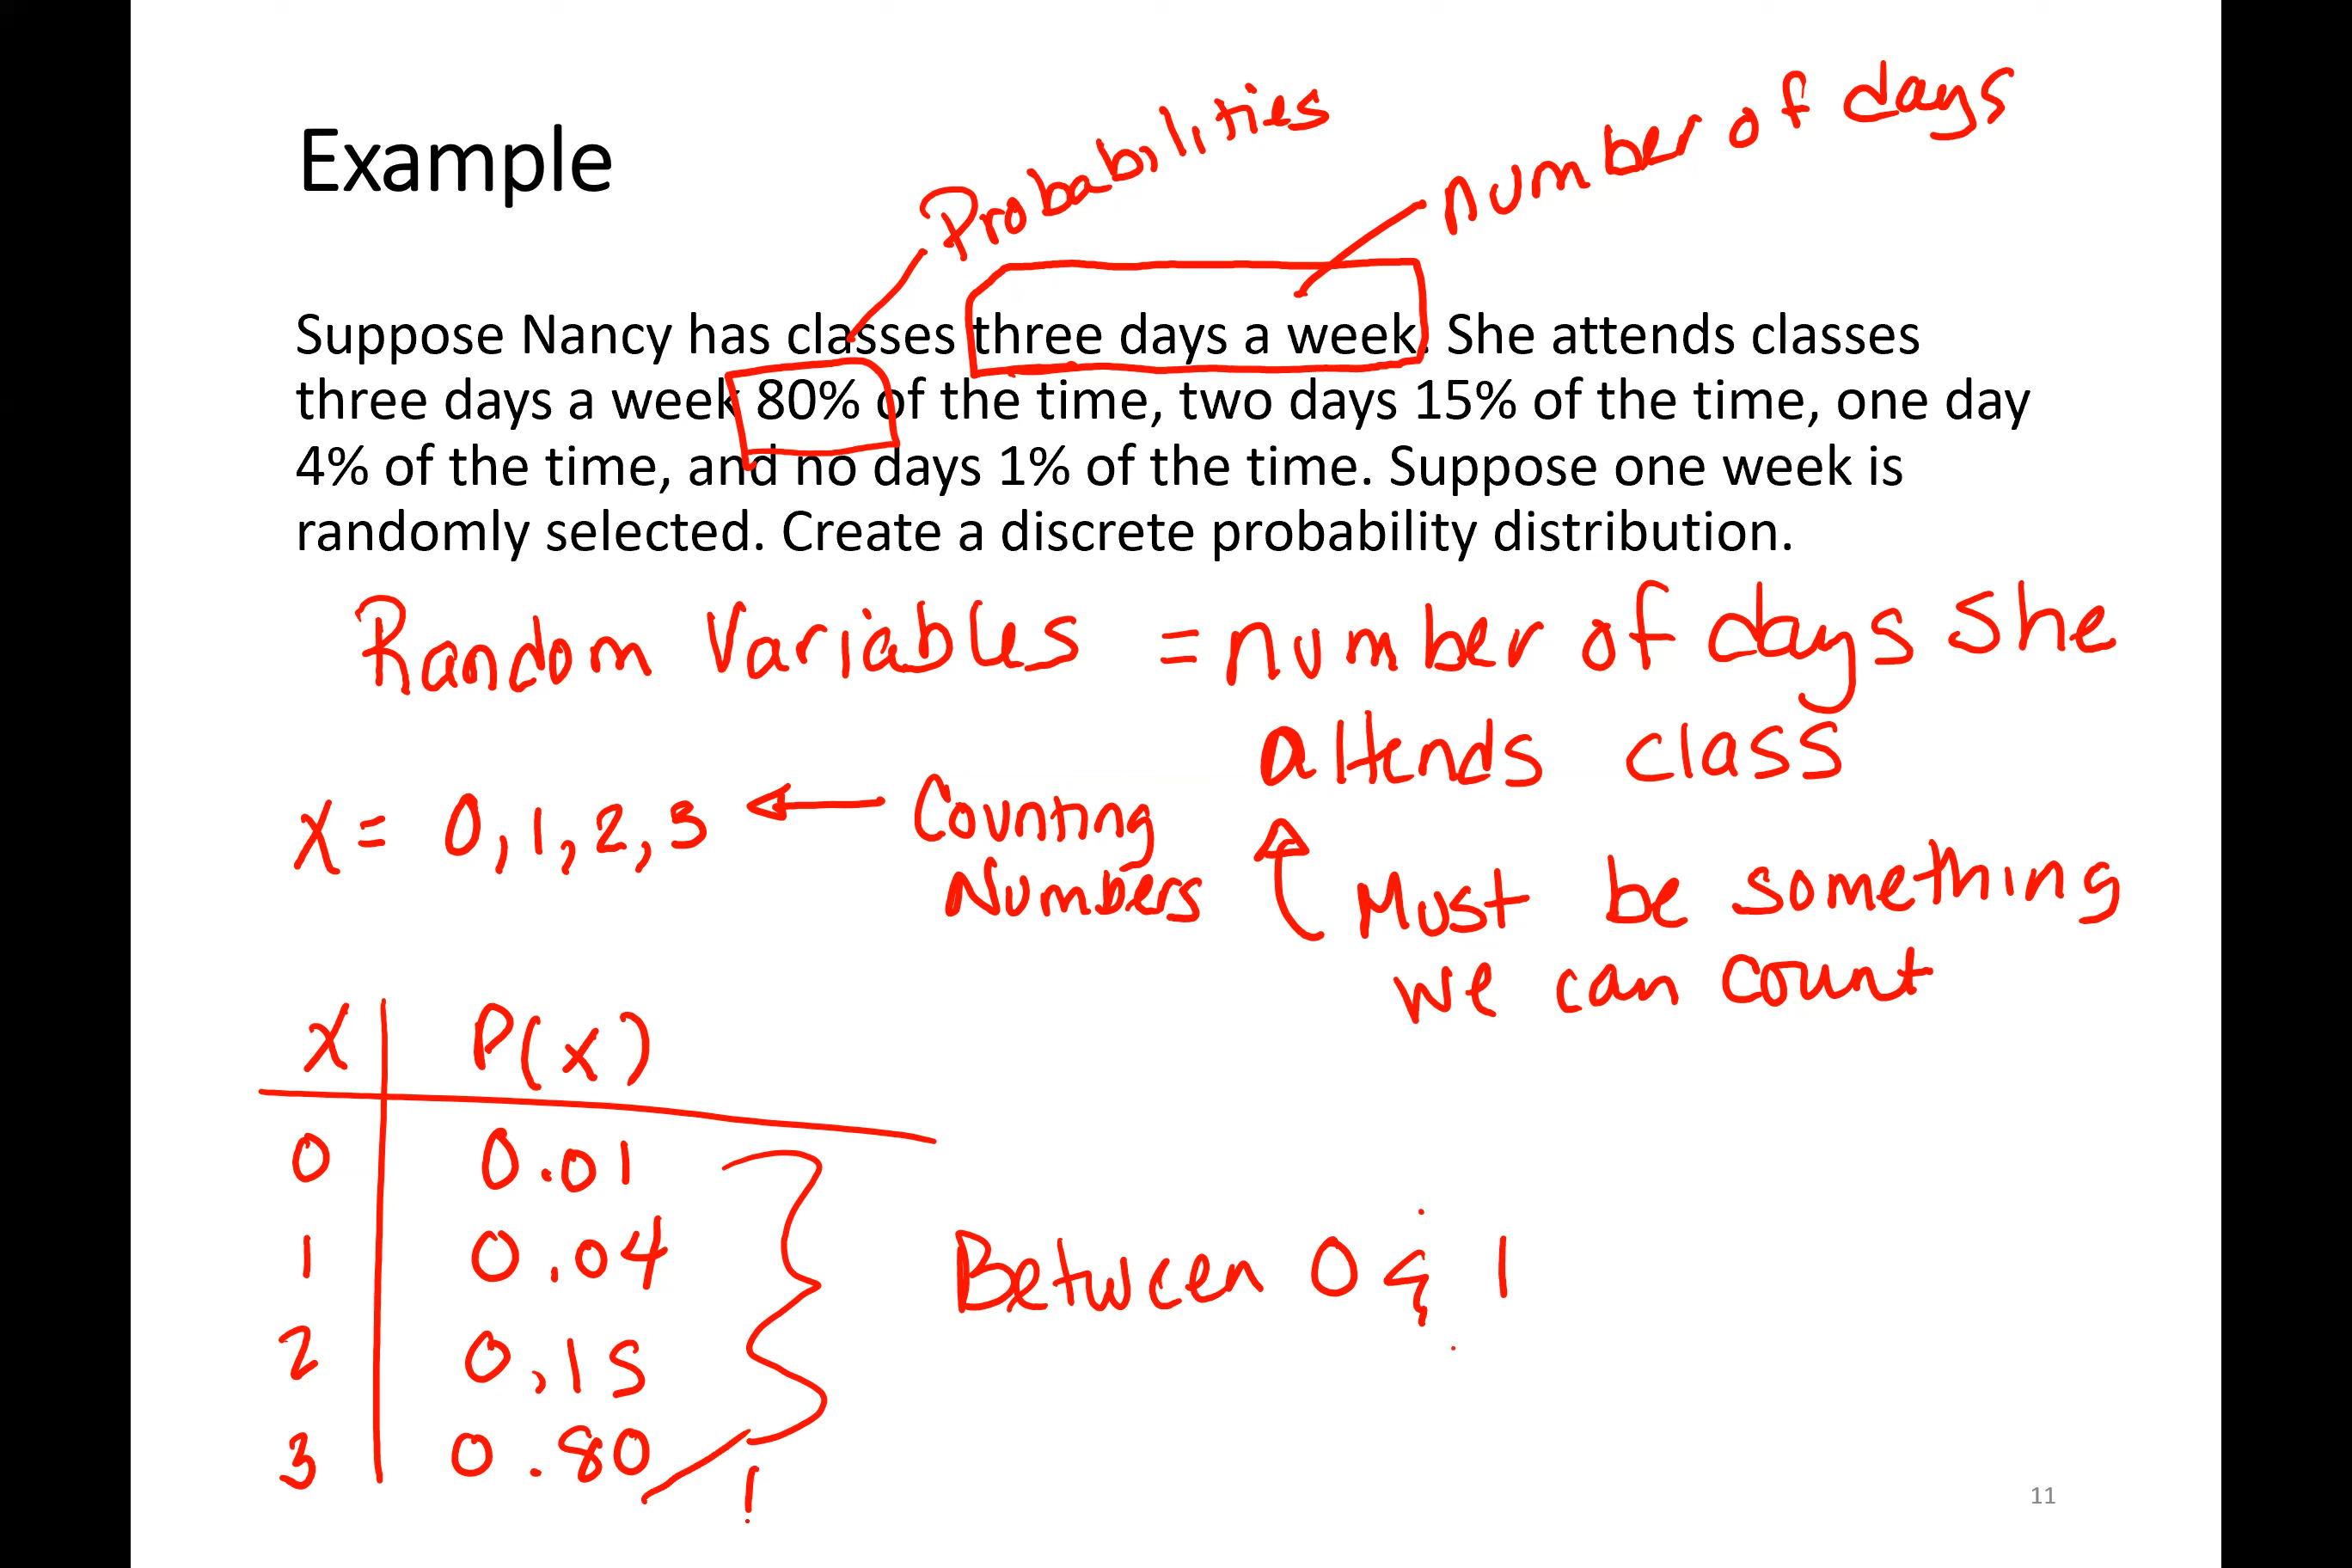 Example
Probabilities
number of days
Suppose Nancy has classes three days a week. She attends classes
three days a week 80% of the time, two days 15% of the time, one day
4% of the time, and no days 1% of the time. Suppose one week is
randomly selected. Create a discrete probability distribution.
Random Variables = number of days she
attends class
X = 0, 1, 2, 3 ← Counting
Numbers
Must be something
we can count
X P(x)
0 0.01
1 0.04
2 0.15
3 0.80
Between 0 & 1
11